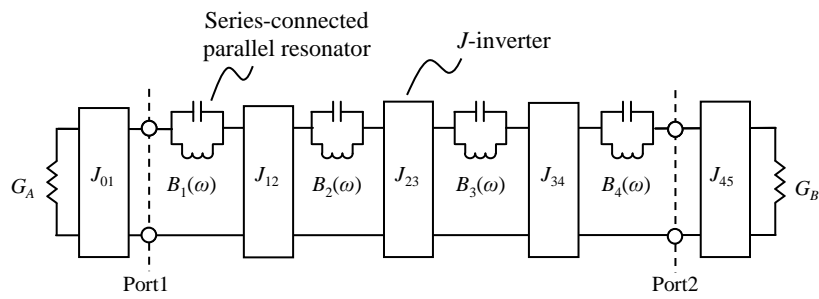 Series-connected
parallel resonator
J-inverter
G_A
J_01
B_1(ω)
J_12
B_2(ω)
J_23
B_3(ω)
J_34
B_4(ω)
J_45
G_B
Port1
Port2